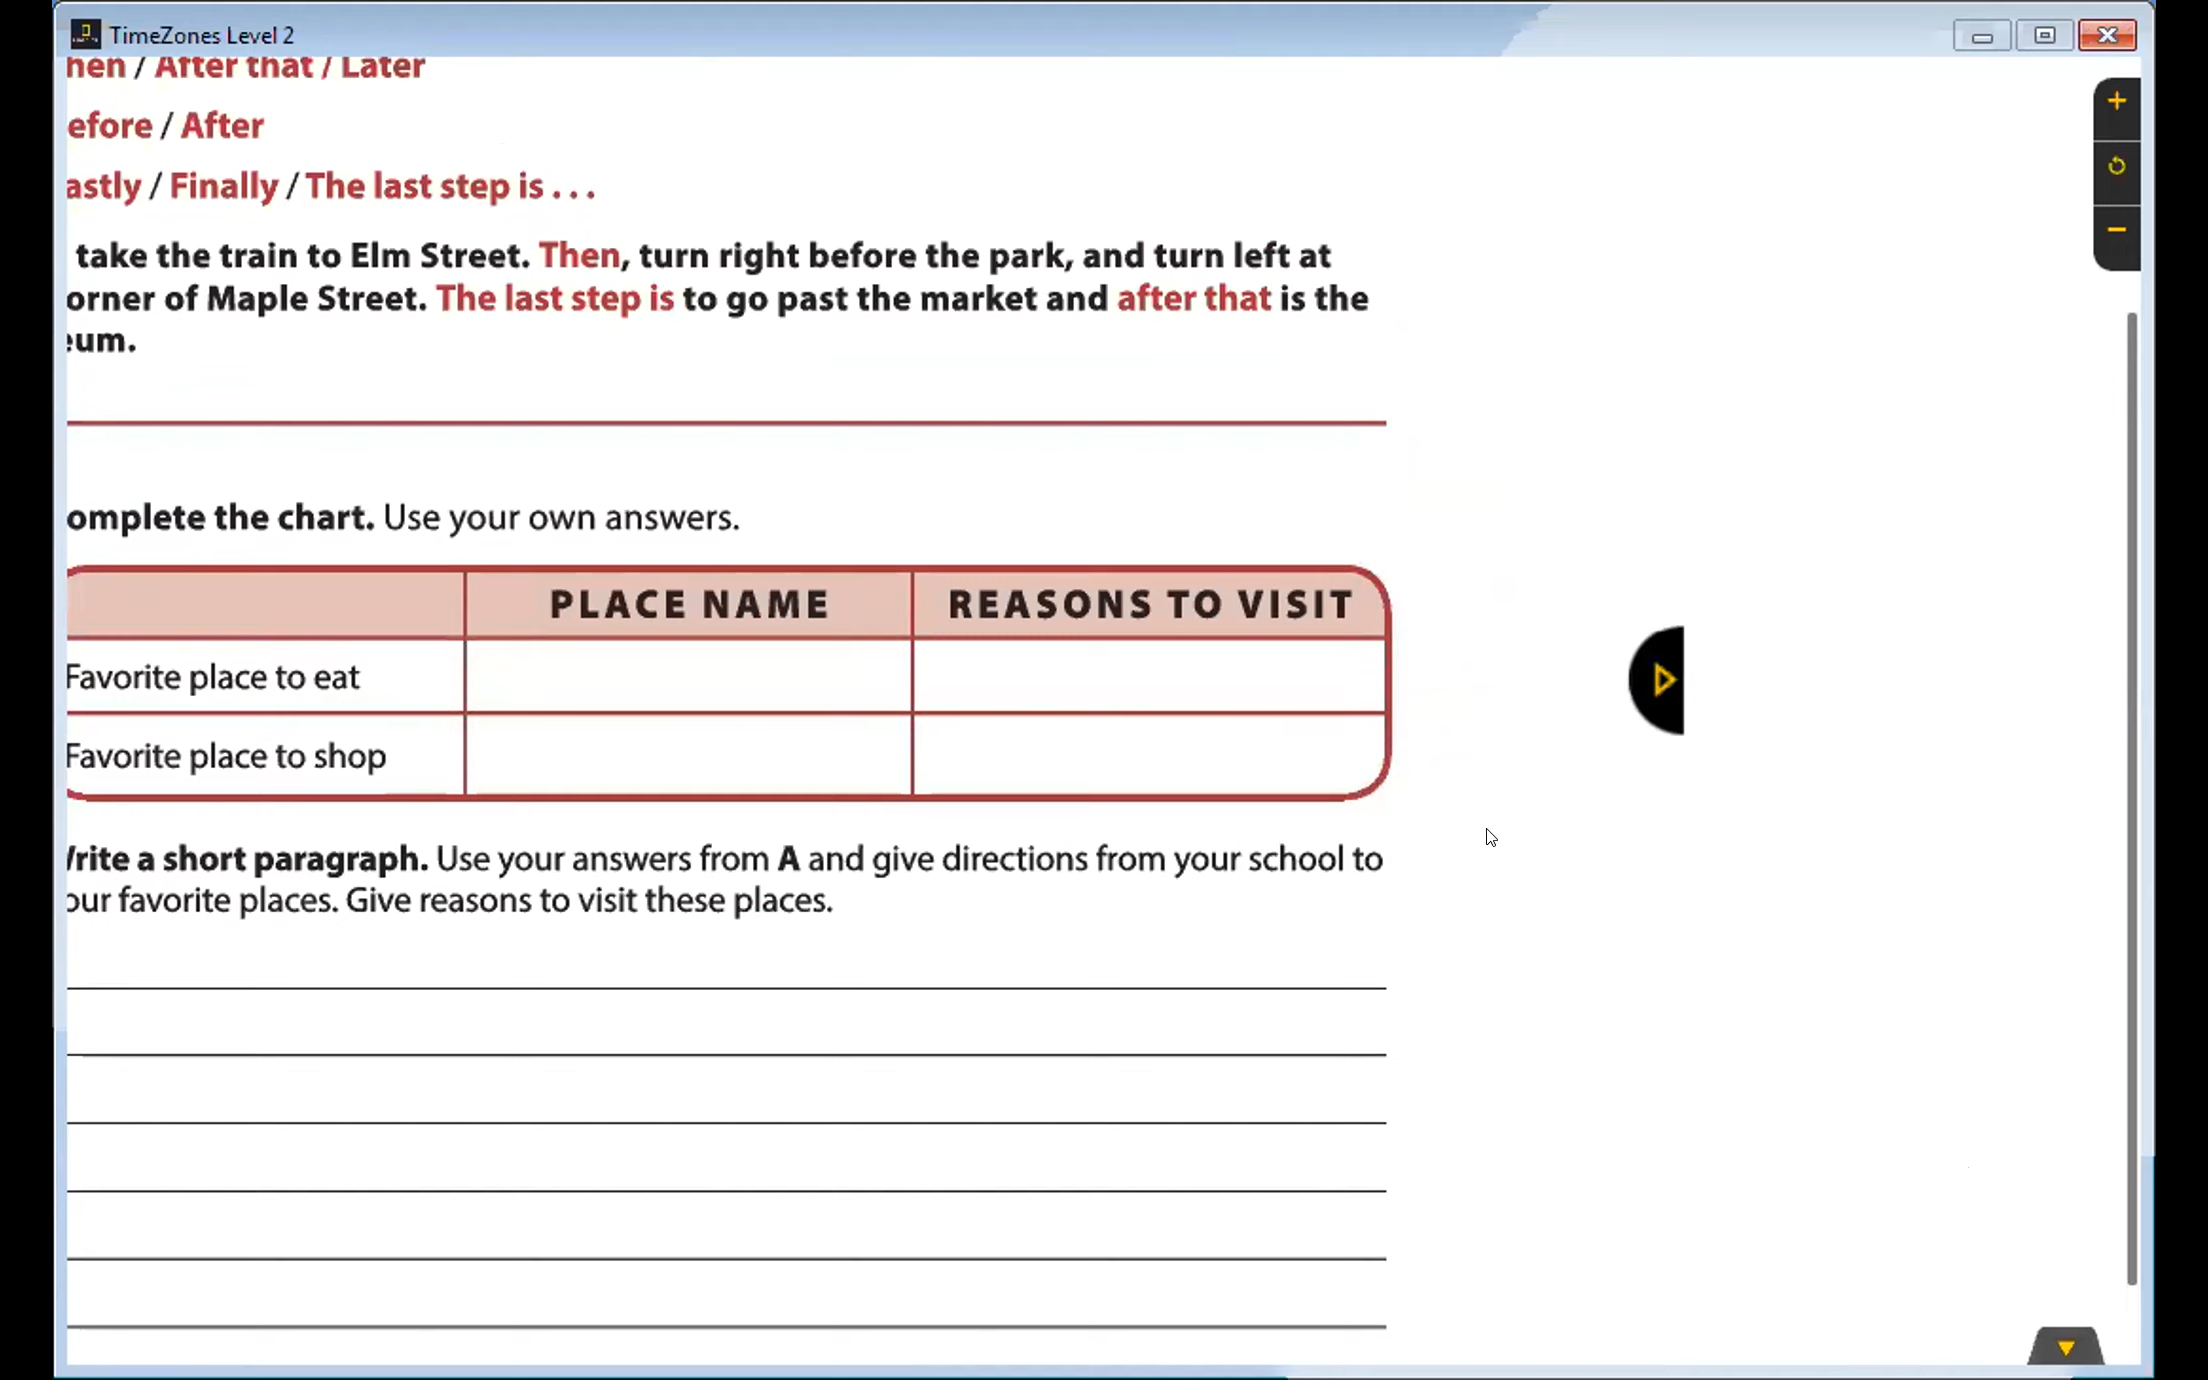 TimeZones Level 2
hen / After that / Later
efore / After
astly / Finally / The last step is . . .
take the train to Elm Street. Then, turn right before the park, and turn left at
orner of Maple Street. The last step is to go past the market and after that is the
eum.
omplete the chart. Use your own answers.
PLACE NAME REASONS TO VISIT
Favorite place to eat
Favorite place to shop
rite a short paragraph. Use your answers from A and give directions from your school to
our favorite places. Give reasons to visit these places.